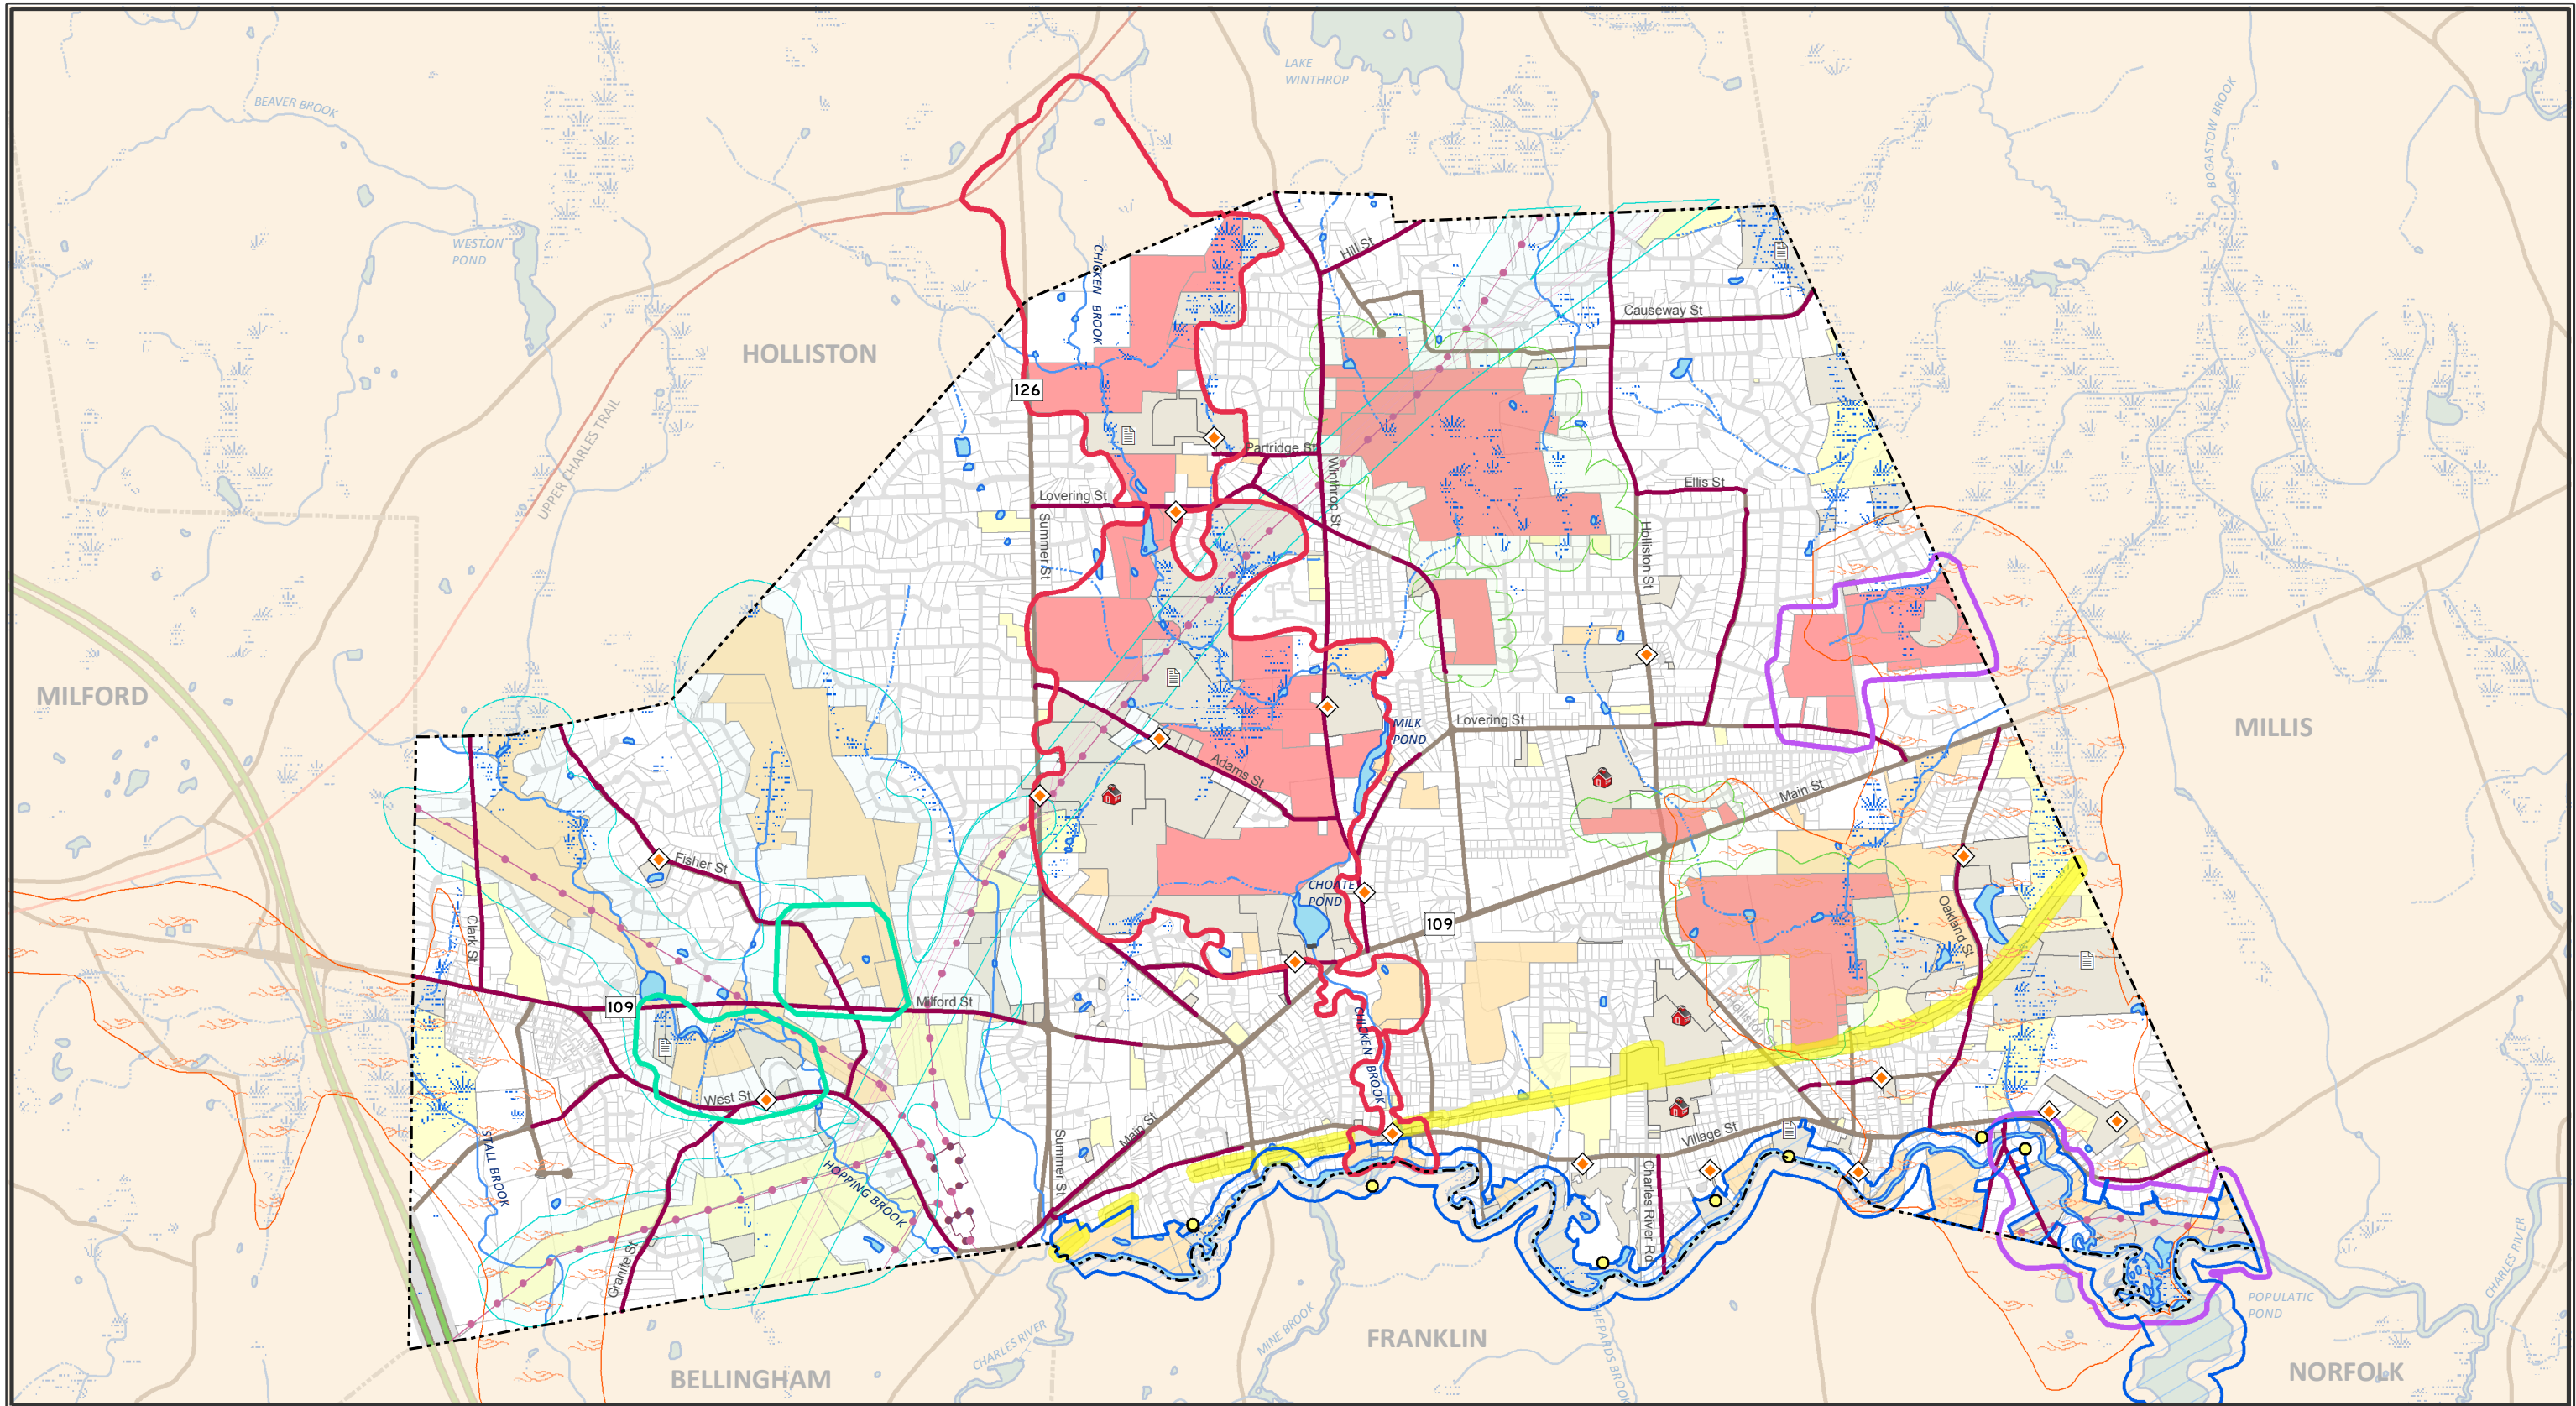 LAKE
WINTHROP
BEAVER BROOK
BOGASTOW BROOK
WESTON
POND
CHICKEN BROOK
Hill St
Causeway St
HOLLISTON
126
UPPER CHARLES TRAIL
Partridge St
Winthrop St
Lovering St
Ellis St
Summer St
Holliston St
MILFORD
MILK
POND
Lovering St
MILLIS
Adams St
Main St
Fisher St
CHOATE
POND
Clark St
109
Oakland St
109
Milford St
Holliston St
CHICKEN BROOK
West St
Main St
Village St
STALL BROOK
HOPPING BROOK
Summer St
Charles River Rd
Granite St
CHARLES RIVER
CHARLES RIVER
MINE BROOK
SHEPARDS BROOK
POPULATIC
POND
FRANKLIN
BELLINGHAM
NORFOLK